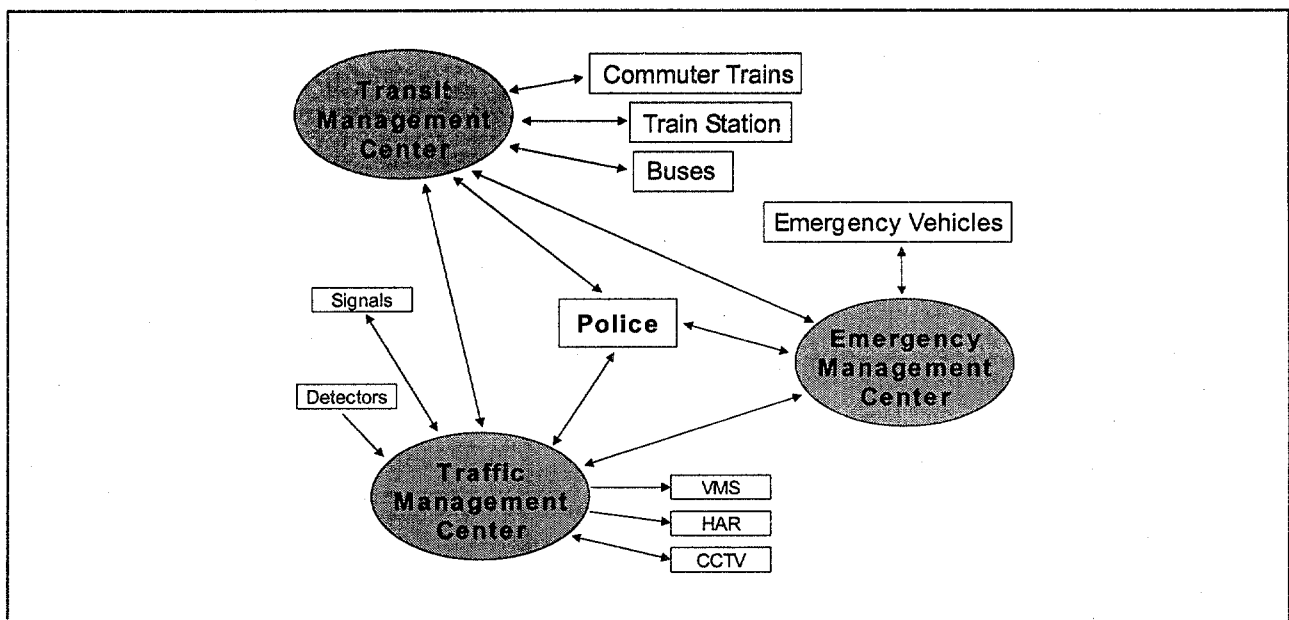 Transit
Management
Center
Commuter Trains
Train Station
Buses
Emergency Vehicles
Signals
Police
Emergency
Management
Center
Detectors
Traffic
Management
Center
VMS
HAR
CCTV